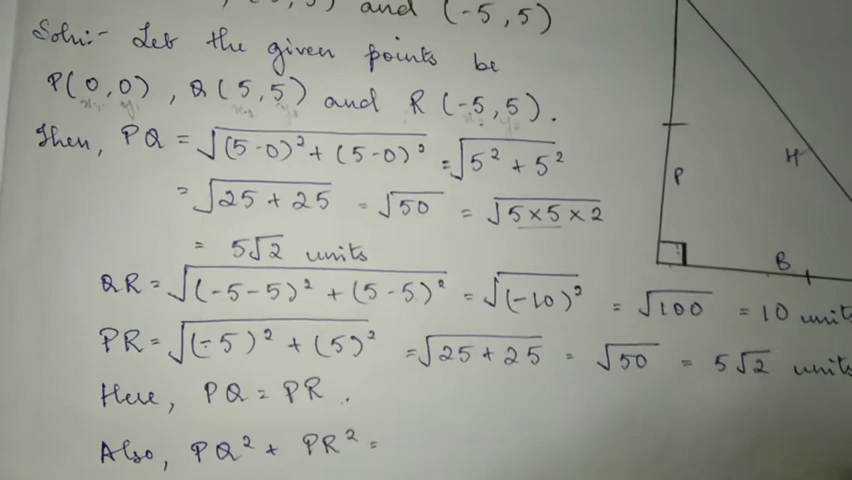 and (-5, 5)
Soln:- Let the given points be
P(0, 0), Q(5, 5) and R(-5, 5).
Then, PQ = √(5-0)² + (5-0)² = √5² + 5²
= √25 + 25 = √50 = √5×5×2
= 5√2 units
QR = √(-5-5)² + (5-5)² = √(-10)² = √100 = 10 units
PR = √(-5)² + (5)² = √25 + 25 = √50 = 5√2 units
Here, PQ = PR.
Also, PQ² + PR² =
P
H
B